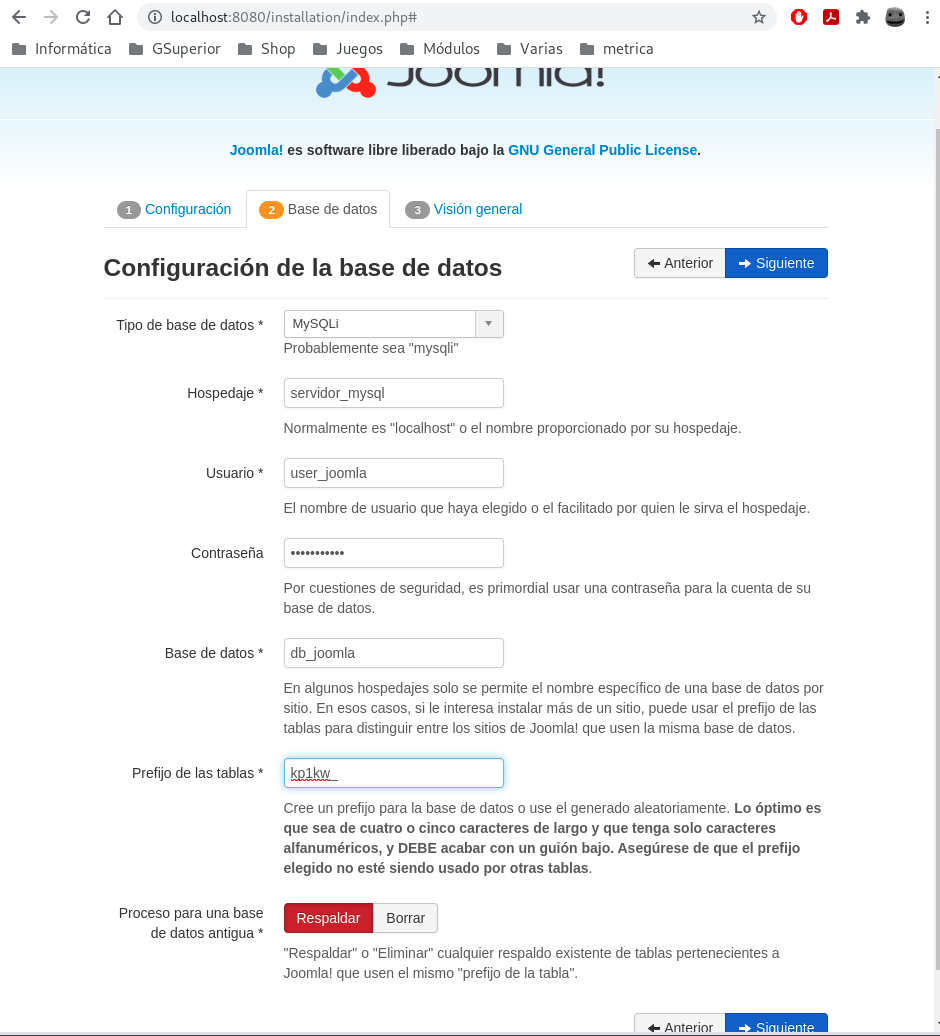 localhost:8080/installation/index.php#
Informática GSuperior Shop Juegos Módulos Varias metrica
Joomla!
Joomla! es software libre liberado bajo la GNU General Public License.
1 Configuración 2 Base de datos 3 Visión general
Configuración de la base de datos
Anterior Siguiente
Tipo de base de datos * MySQLi
Probablemente sea "mysqli"
Hospedaje * servidor_mysql
Normalmente es "localhost" o el nombre proporcionado por su hospedaje.
Usuario * user_joomla
El nombre de usuario que haya elegido o el facilitado por quien le sirva el hospedaje.
Contraseña •••••••••••
Por cuestiones de seguridad, es primordial usar una contraseña para la cuenta de su
base de datos.
Base de datos * db_joomla
En algunos hospedajes solo se permite el nombre específico de una base de datos por
sitio. En esos casos, si le interesa instalar más de un sitio, puede usar el prefijo de las
tablas para distinguir entre los sitios de Joomla! que usen la misma base de datos.
Prefijo de las tablas * kp1kw_
Cree un prefijo para la base de datos o use el generado aleatoriamente. Lo óptimo es
que sea de cuatro o cinco caracteres de largo y que tenga solo caracteres
alfanuméricos, y DEBE acabar con un guión bajo. Asegúrese de que el prefijo
elegido no esté siendo usado por otras tablas.
Proceso para una base
de datos antigua *
Respaldar Borrar
"Respaldar" o "Eliminar" cualquier respaldo existente de tablas pertenecientes a
Joomla! que usen el mismo "prefijo de la tabla".
Anterior Siguiente